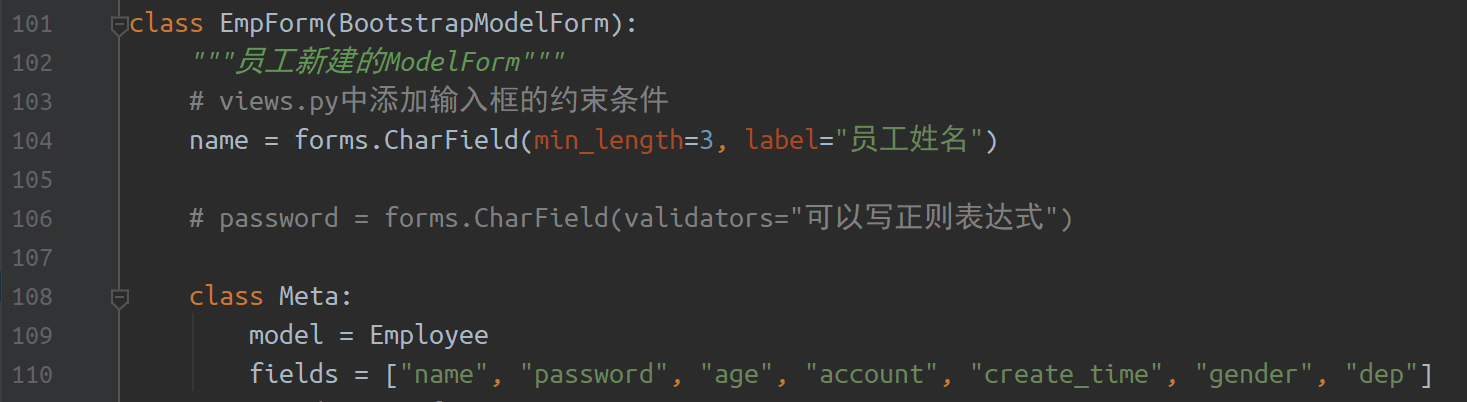 101 class EmpForm(BootstrapModelForm):
102 """员工新建的ModelForm"""
103 # views.py中添加输入框的约束条件
104 name = forms.CharField(min_length=3, label="员工姓名")
105
106 # password = forms.CharField(validators="可以写正则表达式")
107
108 class Meta:
109 model = Employee
110 fields = ["name", "password", "age", "account", "create_time", "gender", "dep"]